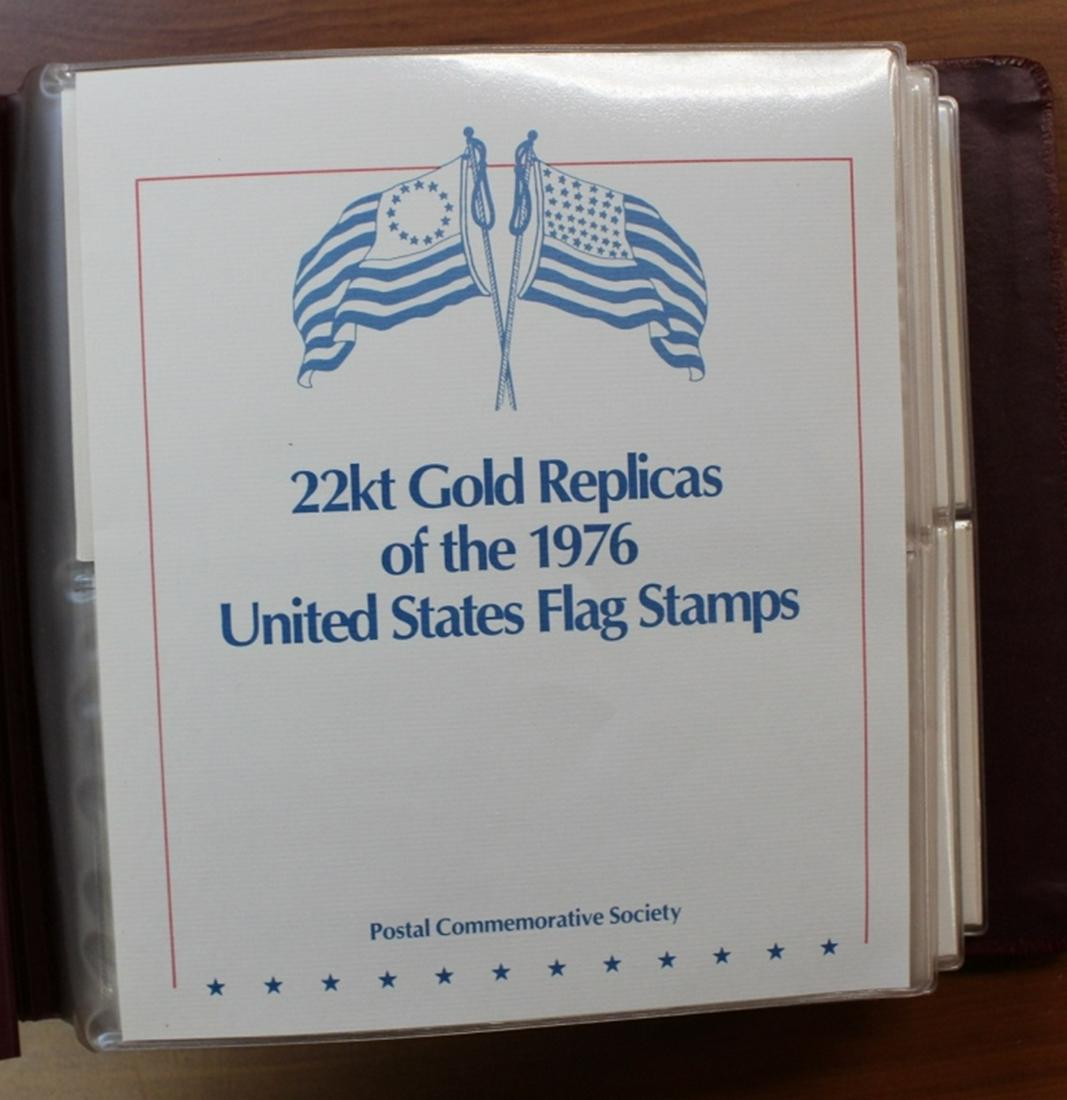 22kt Gold Replicas
of the 1976
United States Flag Stamps
Postal Commemorative Society